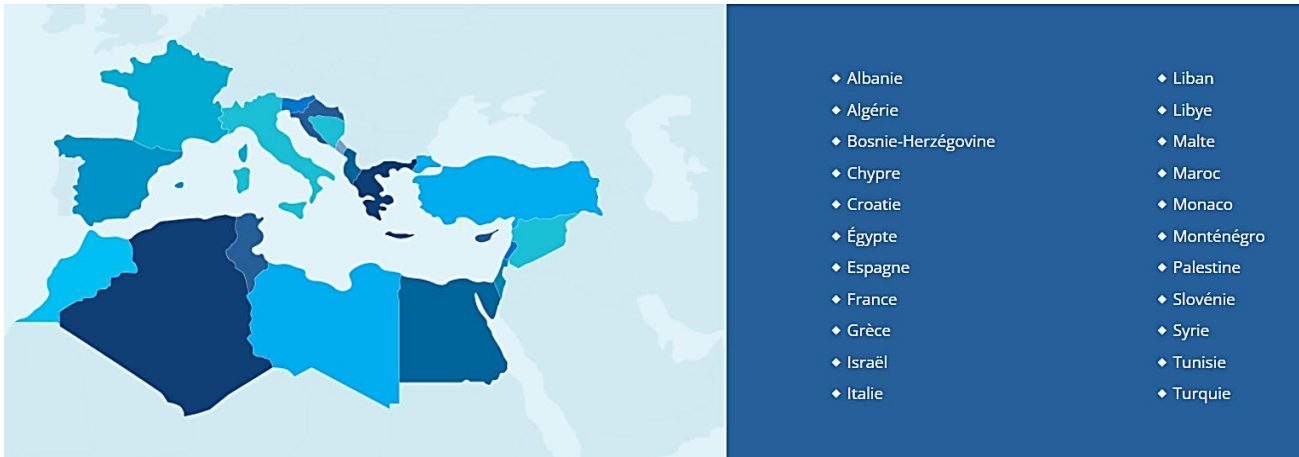 ◆ Albanie
◆ Algérie
◆ Bosnie-Herzégovine
◆ Chypre
◆ Croatie
◆ Égypte
◆ Espagne
◆ France
◆ Grèce
◆ Israël
◆ Italie
◆ Liban
◆ Libye
◆ Malte
◆ Maroc
◆ Monaco
◆ Monténégro
◆ Palestine
◆ Slovénie
◆ Syrie
◆ Tunisie
◆ Turquie